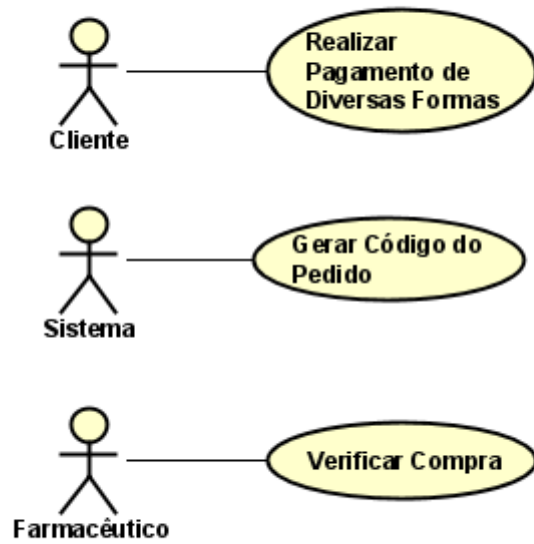 Realizar
Pagamento de
Diversas Formas
Cliente
Gerar Código do
Pedido
Sistema
Verificar Compra
Farmacêutico